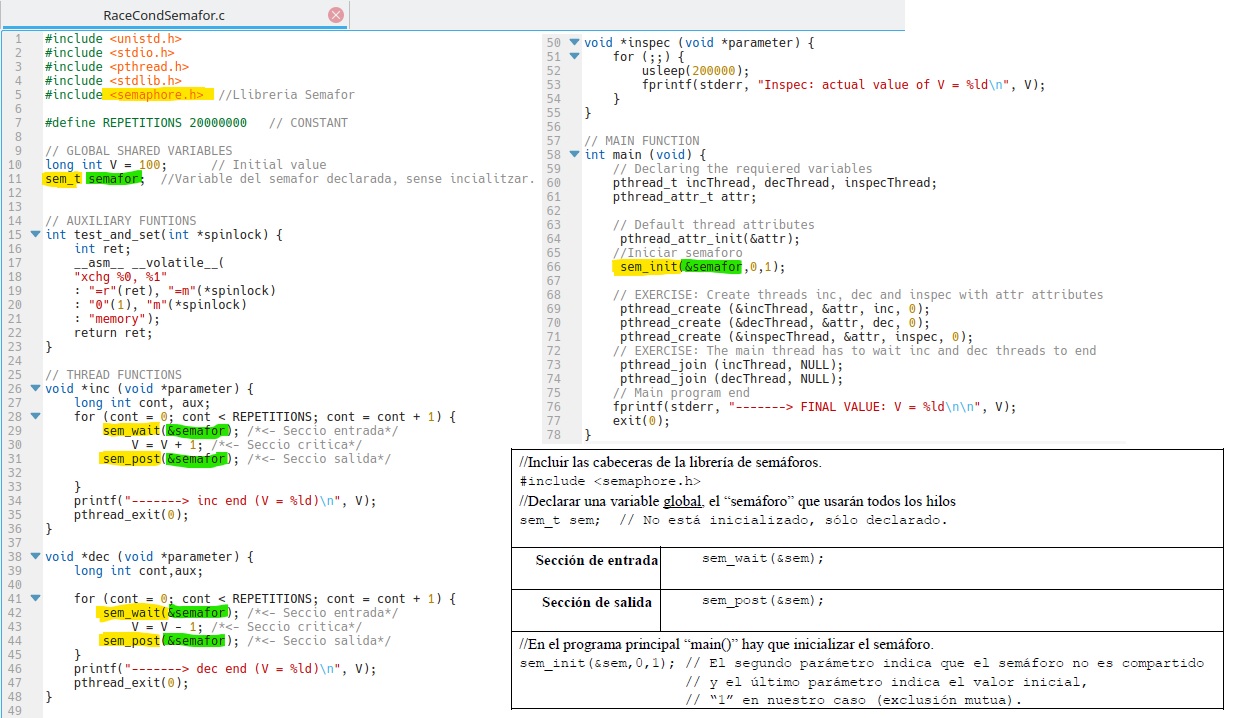 RaceCondSemafor.c
1 #include <unistd.h>
2 #include <stdio.h>
3 #include <pthread.h>
4 #include <stdlib.h>
5 #include <semaphore.h> //Llibreria Semafor
6
7 #define REPETITIONS 20000000 // CONSTANT
8
9 // GLOBAL SHARED VARIABLES
10 long int V = 100; // Initial value
11 sem_t semafor; //Variable del semafor declarada, sense incialitzar.
12
13
14 // AUXILIARY FUNTIONS
15 int test_and_set(int *spinlock) {
16 int ret;
17 __asm__ __volatile__(
18 "xchg %0, %1"
19 : "=r"(ret), "=m"(*spinlock)
20 : "0"(1), "m"(*spinlock)
21 : "memory");
22 return ret;
23 }
24
25 // THREAD FUNCTIONS
26 void *inc (void *parameter) {
27 long int cont, aux;
28 for (cont = 0; cont < REPETITIONS; cont = cont + 1) {
29 sem_wait(&semafor); /*<- Seccio entrada*/
30 V = V + 1; /*<- Seccio critica*/
31 sem_post(&semafor); /*<- Seccio salida*/
32
33 }
34 printf("-------> inc end (V = %ld)\n", V);
35 pthread_exit(0);
36 }
37
38 void *dec (void *parameter) {
39 long int cont,aux;
40
41 for (cont = 0; cont < REPETITIONS; cont = cont + 1) {
42 sem_wait(&semafor); /*<- Seccio entrada*/
43 V = V - 1; /*<- Seccio critica*/
44 sem_post(&semafor); /*<- Seccio salida*/
45 }
46 printf("-------> dec end (V = %ld)\n", V);
47 pthread_exit(0);
48 }
49
50 void *inspec (void *parameter) {
51 for (;;) {
52 usleep(200000);
53 fprintf(stderr, "Inspec: actual value of V = %ld\n", V);
54 }
55 }
56
57 // MAIN FUNCTION
58 int main (void) {
59 // Declaring the requiered variables
60 pthread_t incThread, decThread, inspecThread;
61 pthread_attr_t attr;
62
63 // Default thread attributes
64 pthread_attr_init(&attr);
65 //Iniciar semaforo
66 sem_init(&semafor,0,1);
67
68 // EXERCISE: Create threads inc, dec and inspec with attr attributes
69 pthread_create (&incThread, &attr, inc, 0);
70 pthread_create (&decThread, &attr, dec, 0);
71 pthread_create (&inspecThread, &attr, inspec, 0);
72 // EXERCISE: The main thread has to wait inc and dec threads to end
73 pthread_join (incThread, NULL);
74 pthread_join (decThread, NULL);
75 // Main program end
76 fprintf(stderr, "-------> FINAL VALUE: V = %ld\n\n", V);
77 exit(0);
78 }
//Incluir las cabeceras de la librería de semáforos.
#include <semaphore.h>
//Declarar una variable global, el “semáforo” que usarán todos los hilos
sem_t sem; // No está inicializado, sólo declarado.
Sección de entrada sem_wait(&sem);
Sección de salida sem_post(&sem);
//En el programa principal “main()” hay que inicializar el semáforo.
sem_init(&sem,0,1); // El segundo parámetro indica que el semáforo no es compartido
// y el último parámetro indica el valor inicial,
// “1” en nuestro caso (exclusión mutua).